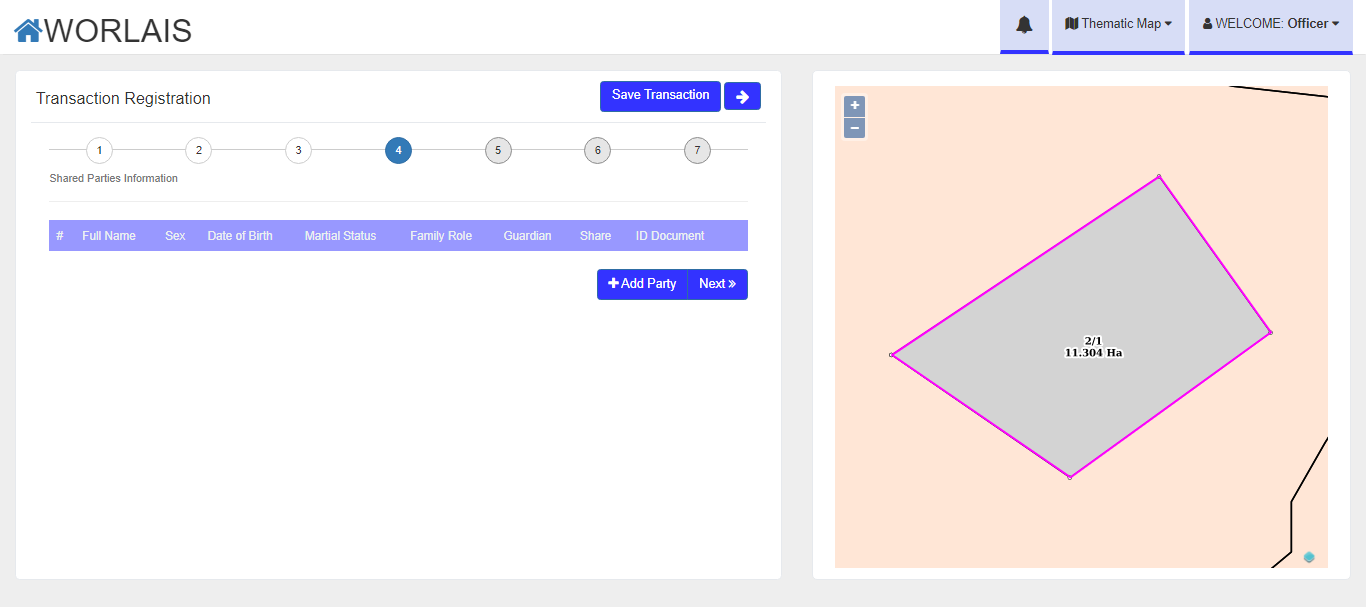 WORLAIS
Thematic Map
WELCOME: Officer
Transaction Registration
Save Transaction
1 2 3 4 5 6 7
Shared Parties Information
# Full Name Sex Date of Birth Martial Status Family Role Guardian Share ID Document
Add Party Next »
+
−
2/1
11.304 Ha